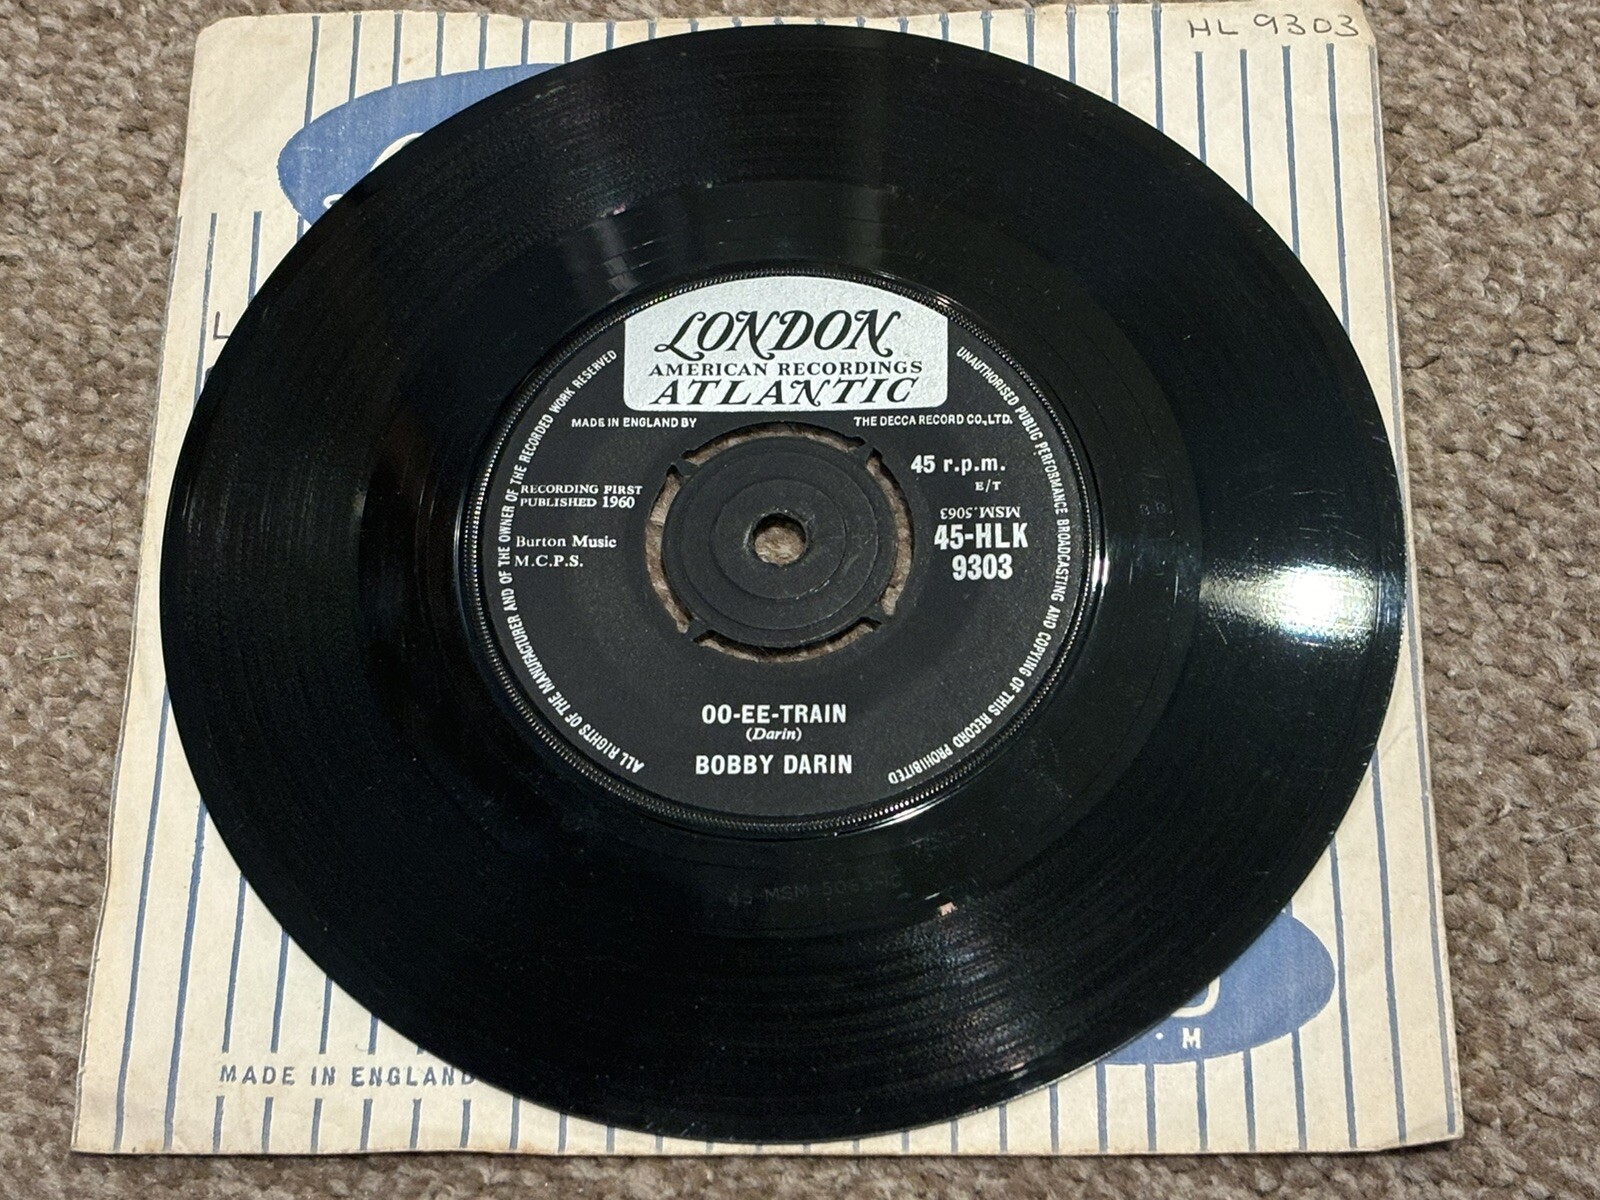 HL 9303
L
LONDON
AMERICAN RECORDINGS
ATLANTIC
MADE IN ENGLAND BY THE DECCA RECORD CO., LTD.
ALL RIGHTS OF THE MANUFACTURER AND OF THE OWNER OF THE RECORDED WORK RESERVED
UNAUTHORISED PUBLIC PERFORMANCE BROADCASTING AND COPYING OF THIS RECORD PROHIBITED
45 r.p.m.
E/T
RECORDING FIRST
PUBLISHED 1960
MSM.5063
45-HLK
9303
Burton Music
M.C.P.S.
OO-EE-TRAIN
(Darin)
BOBBY DARIN
M
MADE IN ENGLAND